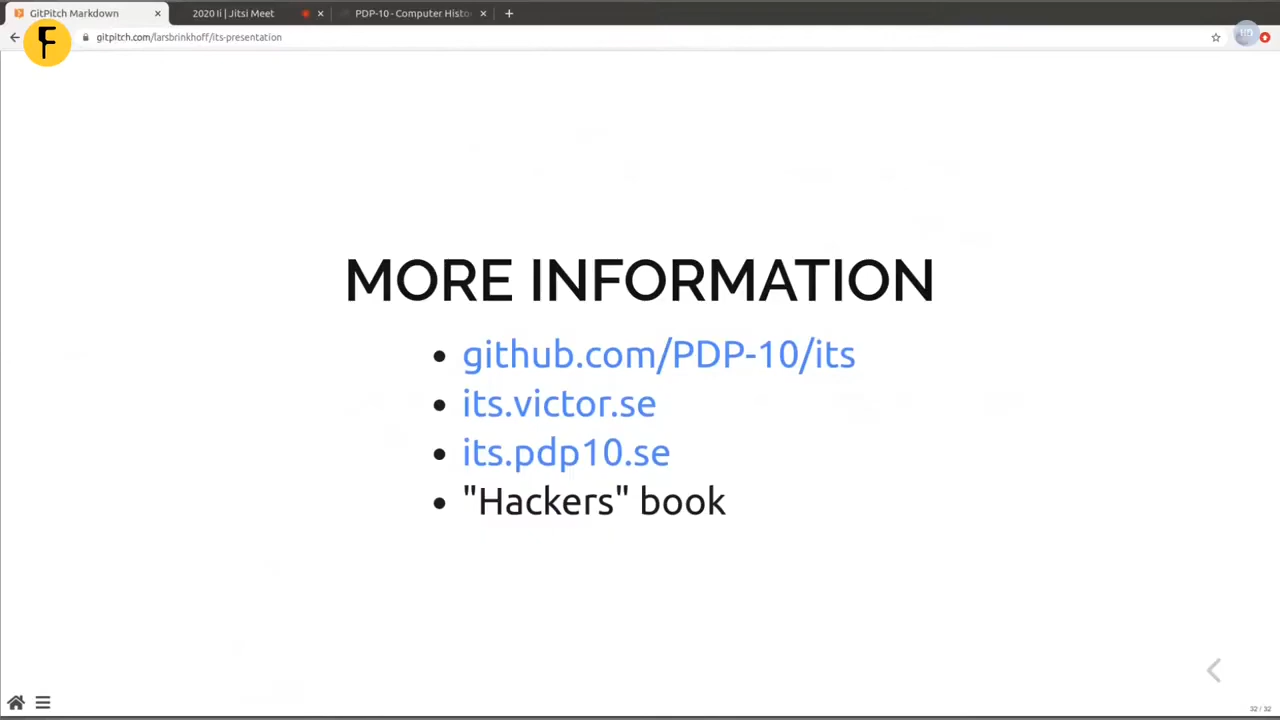 GitPitch Markdown
2020 Ii | Jitsi Meet
PDP-10 - Computer Histo
F
gitpitch.com/larsbrinkhoff/its-presentation
MORE INFORMATION
• github.com/PDP-10/its
• its.victor.se
• its.pdp10.se
• "Hackers" book
32 / 32